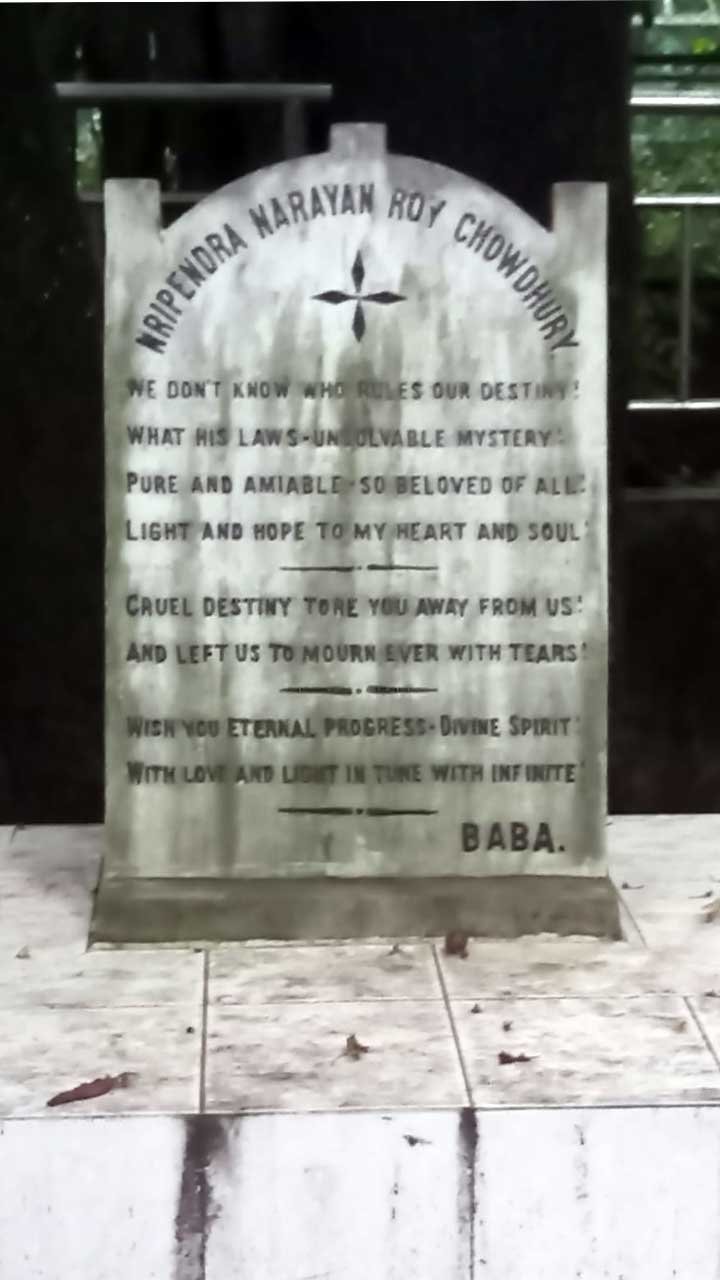 NRIPENDRA NARAYAN ROY CHOWDHURY
WE DON'T KNOW WHO RULES OUR DESTINY!
WHAT HIS LAWS-UNSOLVABLE MYSTERY!
PURE AND AMIABLE-SO BELOVED OF ALL!
LIGHT AND HOPE TO MY HEART AND SOUL!
CRUEL DESTINY TORE YOU AWAY FROM US!
AND LEFT US TO MOURN EVER WITH TEARS!
WISH YOU ETERNAL PROGRESS-DIVINE SPIRIT!
WITH LOVE AND LIGHT IN TUNE WITH INFINITE!
BABA.